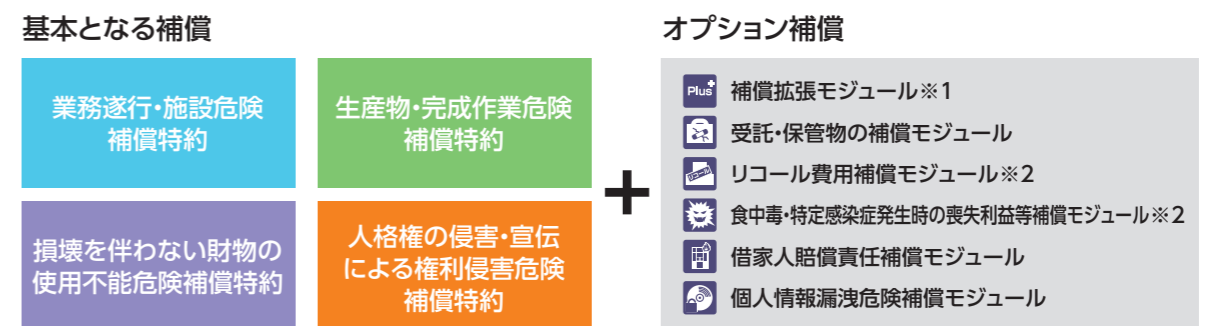 基本となる補償
業務遂行・施設危険
補償特約
生産物・完成作業危険
補償特約
損壊を伴わない財物の
使用不能危険補償特約
人格権の侵害・宣伝
による権利侵害危険
補償特約
+
オプション補償
Plus+ 補償拡張モジュール※1
受託・保管物の補償モジュール
リコール リコール費用補償モジュール※2
食中毒・特定感染症発生時の喪失利益等補償モジュール※2
借家人賠償責任補償モジュール
個人情報漏洩危険補償モジュール